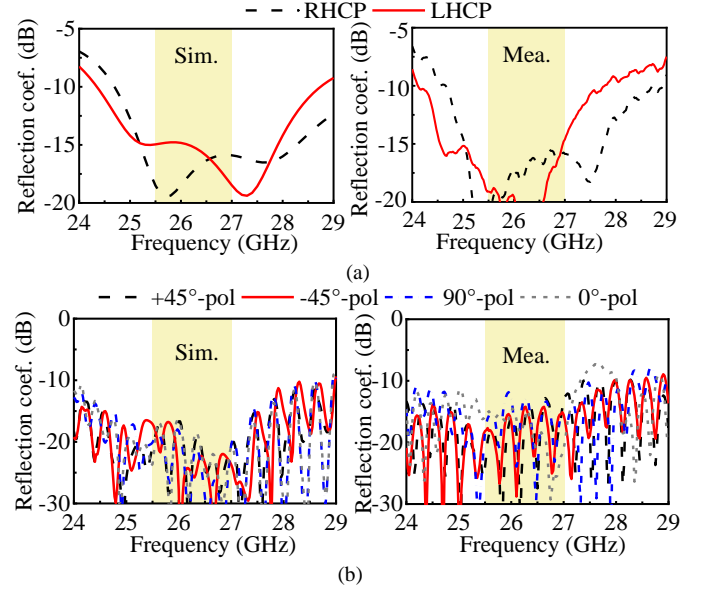 RHCP LHCP
Reflection coef. (dB)
-5
-10
-15
-20
Sim.
24 25 26 27 28 29
Frequency (GHz)
Reflection coef. (dB)
-5
-10
-15
-20
Mea.
24 25 26 27 28 29
Frequency (GHz)
(a)
+45°-pol -45°-pol 90°-pol 0°-pol
Reflection coef. (dB)
0
-10
-20
-30
Sim.
24 25 26 27 28 29
Frequency (GHz)
Reflection coef. (dB)
0
-10
-20
-30
Mea.
24 25 26 27 28 29
Frequency (GHz)
(b)